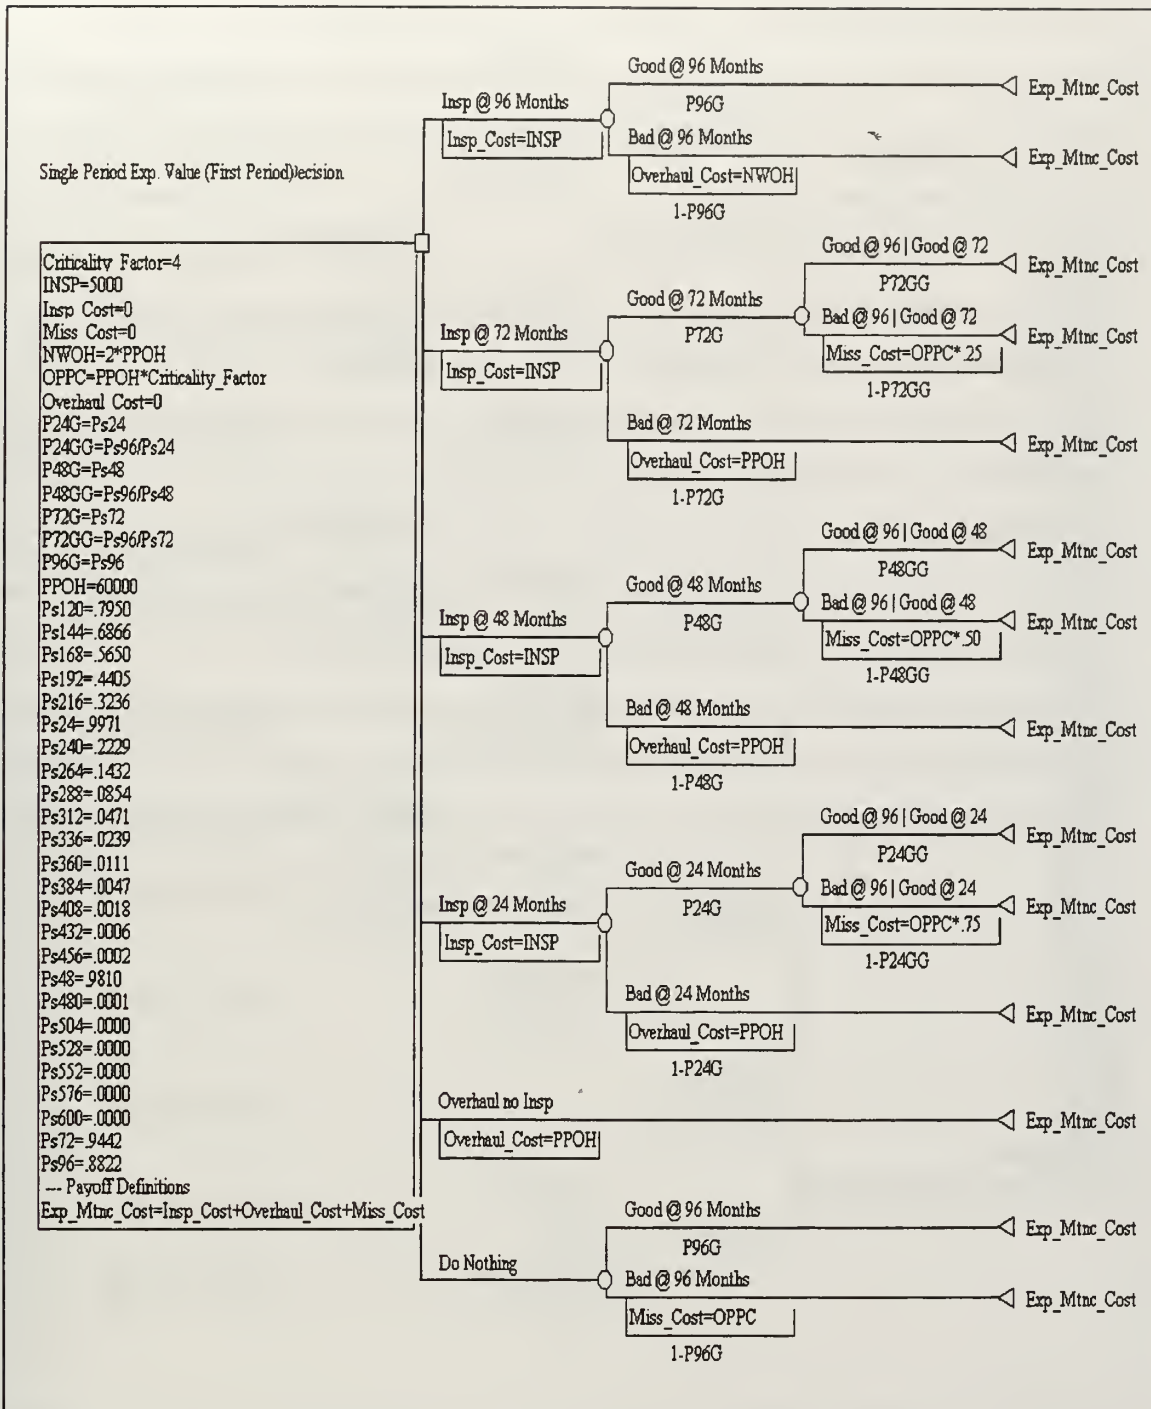 Single Period Exp. Value (First Period)Decision
Criticality Factor=4
INSP=5000
Insp Cost=0
Miss Cost=0
NWOH=2*PPOH
OPPC=PPOH*Criticality_Factor
Overhaul Cost=0
P24G=Ps24
P24GG=Ps96/Ps24
P48G=Ps48
P48GG=Ps96/Ps48
P72G=Ps72
P72GG=Ps96/Ps72
P96G=Ps96
PPOH=60000
Ps120=.7950
Ps144=.6866
Ps168=.5650
Ps192=.4405
Ps216=.3236
Ps24=.9971
Ps240=.2229
Ps264=.1432
Ps288=.0854
Ps312=.0471
Ps336=.0239
Ps360=.0111
Ps384=.0047
Ps408=.0018
Ps432=.0006
Ps456=.0002
Ps48=.9810
Ps480=.0001
Ps504=.0000
Ps528=.0000
Ps552=.0000
Ps576=.0000
Ps600=.0000
Ps72=.9442
Ps96=.8822
--- Payoff Definitions
Exp_Mtnc_Cost=Insp_Cost+Overhaul_Cost+Miss_Cost
Insp @ 96 Months
Insp_Cost=INSP
Good @ 96 Months
P96G
Exp_Mtnc_Cost
Bad @ 96 Months
Overhaul_Cost=NWOH
1-P96G
Exp_Mtnc_Cost
Insp @ 72 Months
Insp_Cost=INSP
Good @ 72 Months
P72G
Good @ 96 | Good @ 72
P72GG
Exp_Mtnc_Cost
Bad @ 96 | Good @ 72
Miss_Cost=OPPC*.25
1-P72GG
Exp_Mtnc_Cost
Bad @ 72 Months
Overhaul_Cost=PPOH
1-P72G
Exp_Mtnc_Cost
Insp @ 48 Months
Insp_Cost=INSP
Good @ 48 Months
P48G
Good @ 96 | Good @ 48
P48GG
Exp_Mtnc_Cost
Bad @ 96 | Good @ 48
Miss_Cost=OPPC*.50
1-P48GG
Exp_Mtnc_Cost
Bad @ 48 Months
Overhaul_Cost=PPOH
1-P48G
Exp_Mtnc_Cost
Insp @ 24 Months
Insp_Cost=INSP
Good @ 24 Months
P24G
Good @ 96 | Good @ 24
P24GG
Exp_Mtnc_Cost
Bad @ 96 | Good @ 24
Miss_Cost=OPPC*.75
1-P24GG
Exp_Mtnc_Cost
Bad @ 24 Months
Overhaul_Cost=PPOH
1-P24G
Exp_Mtnc_Cost
Overhaul no Insp
Overhaul_Cost=PPOH
Exp_Mtnc_Cost
Do Nothing
Good @ 96 Months
P96G
Exp_Mtnc_Cost
Bad @ 96 Months
Miss_Cost=OPPC
1-P96G
Exp_Mtnc_Cost